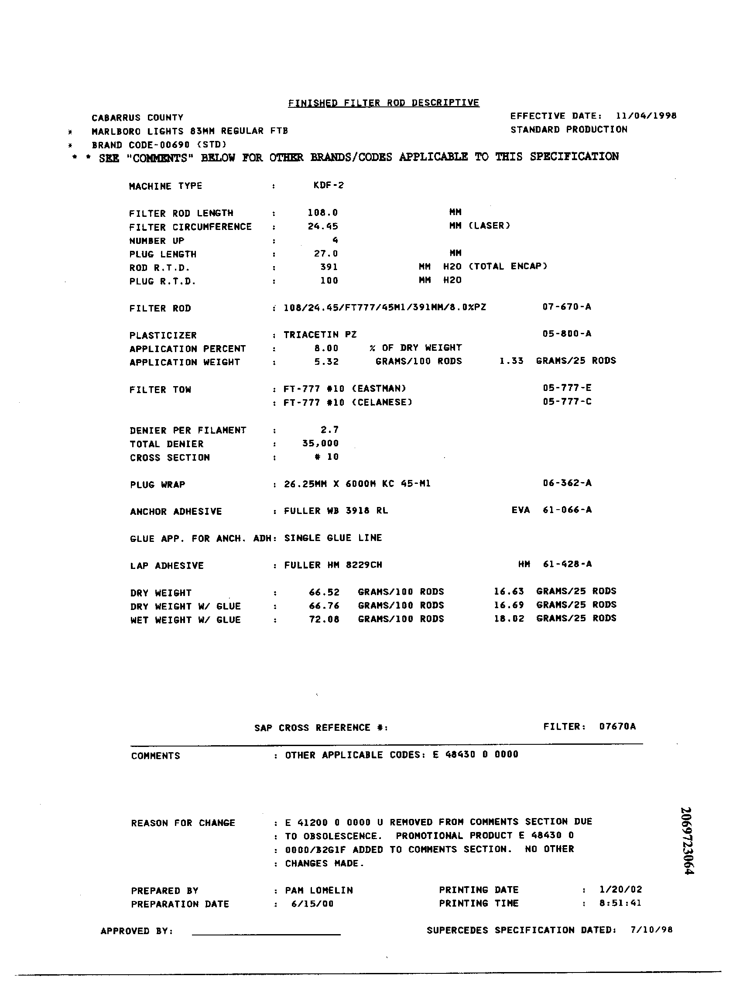 FINISHED FILTER ROD DESCRIPTIVE
CABARRUS COUNTY EFFECTIVE DATE: 11/04/1998
* MARLBORO LIGHTS 83MM REGULAR FTB STANDARD PRODUCTION
* BRAND CODE-00690 (STD)
* * SEE "COMMENTS" BELOW FOR OTHER BRANDS/CODES APPLICABLE TO THIS SPECIFICATION
MACHINE TYPE : KDF-2
FILTER ROD LENGTH : 108.0 MM
FILTER CIRCUMFERENCE : 24.45 MM (LASER)
NUMBER UP : 4
PLUG LENGTH : 27.0 MM
ROD R.T.D. : 391 MM H2O (TOTAL ENCAP)
PLUG R.T.D. : 100 MM H2O
FILTER ROD : 108/24.45/FT777/45M1/391MM/8.0%PZ 07-670-A
PLASTICIZER : TRIACETIN PZ 05-800-A
APPLICATION PERCENT : 8.00 % OF DRY WEIGHT
APPLICATION WEIGHT : 5.32 GRAMS/100 RODS 1.33 GRAMS/25 RODS
FILTER TOW : FT-777 #10 (EASTMAN) 05-777-E
: FT-777 #10 (CELANESE) 05-777-C
DENIER PER FILAMENT : 2.7
TOTAL DENIER : 35,000
CROSS SECTION : # 10
PLUG WRAP : 26.25MM X 6000M KC 45-M1 06-362-A
ANCHOR ADHESIVE : FULLER WB 3918 RL EVA 61-066-A
GLUE APP. FOR ANCH. ADH: SINGLE GLUE LINE
LAP ADHESIVE : FULLER HM 8229CH HM 61-428-A
DRY WEIGHT : 66.52 GRAMS/100 RODS 16.63 GRAMS/25 RODS
DRY WEIGHT W/ GLUE : 66.76 GRAMS/100 RODS 16.69 GRAMS/25 RODS
WET WEIGHT W/ GLUE : 72.08 GRAMS/100 RODS 18.02 GRAMS/25 RODS
SAP CROSS REFERENCE #: FILTER: 07670A
COMMENTS : OTHER APPLICABLE CODES: E 48430 0 0000
REASON FOR CHANGE : E 41200 0 0000 U REMOVED FROM COMMENTS SECTION DUE
: TO OBSOLESCENCE. PROMOTIONAL PRODUCT E 48430 0
: 0000/B2G1F ADDED TO COMMENTS SECTION. NO OTHER
: CHANGES MADE.
2069723064
PREPARED BY : PAM LOMELIN PRINTING DATE : 1/20/02
PREPARATION DATE : 6/15/00 PRINTING TIME : 8:51:41
APPROVED BY: SUPERCEDES SPECIFICATION DATED: 7/10/98